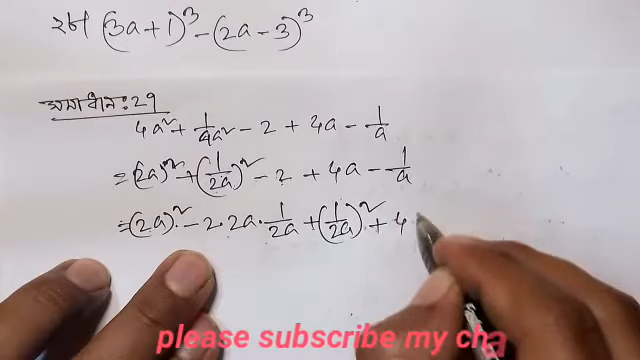 ২৮। (3a+1)³ − (2a−3)³
সমাধান: 29
4a² + 1/4a² − 2 + 4a − 1/a
= (2a)² + (1/2a)² − 2 + 4a − 1/a
= (2a)² − 2·2a·1/2a + (1/2a)² + 4
please subscribe my cha